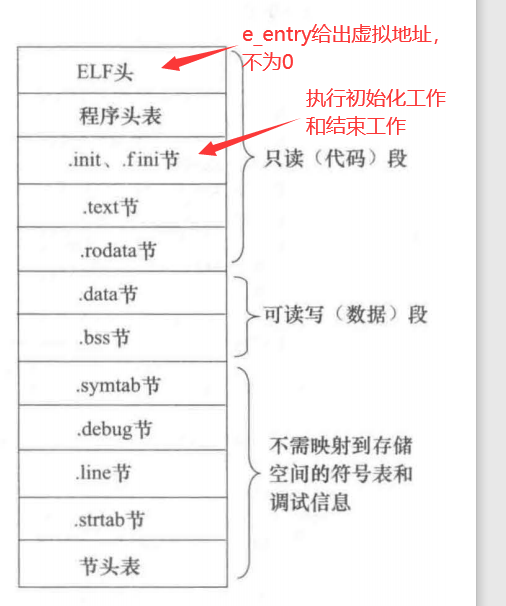 e_entry给出虚拟地址,
不为0
ELF头
执行初始化工作
和结束工作
程序头表
.init、.fini节
只读（代码）段
.text节
.rodata节
.data节
可读写（数据）段
.bss节
.symtab节
.debug节
不需映射到存储
空间的符号表和
调试信息
.line节
.strtab节
节头表